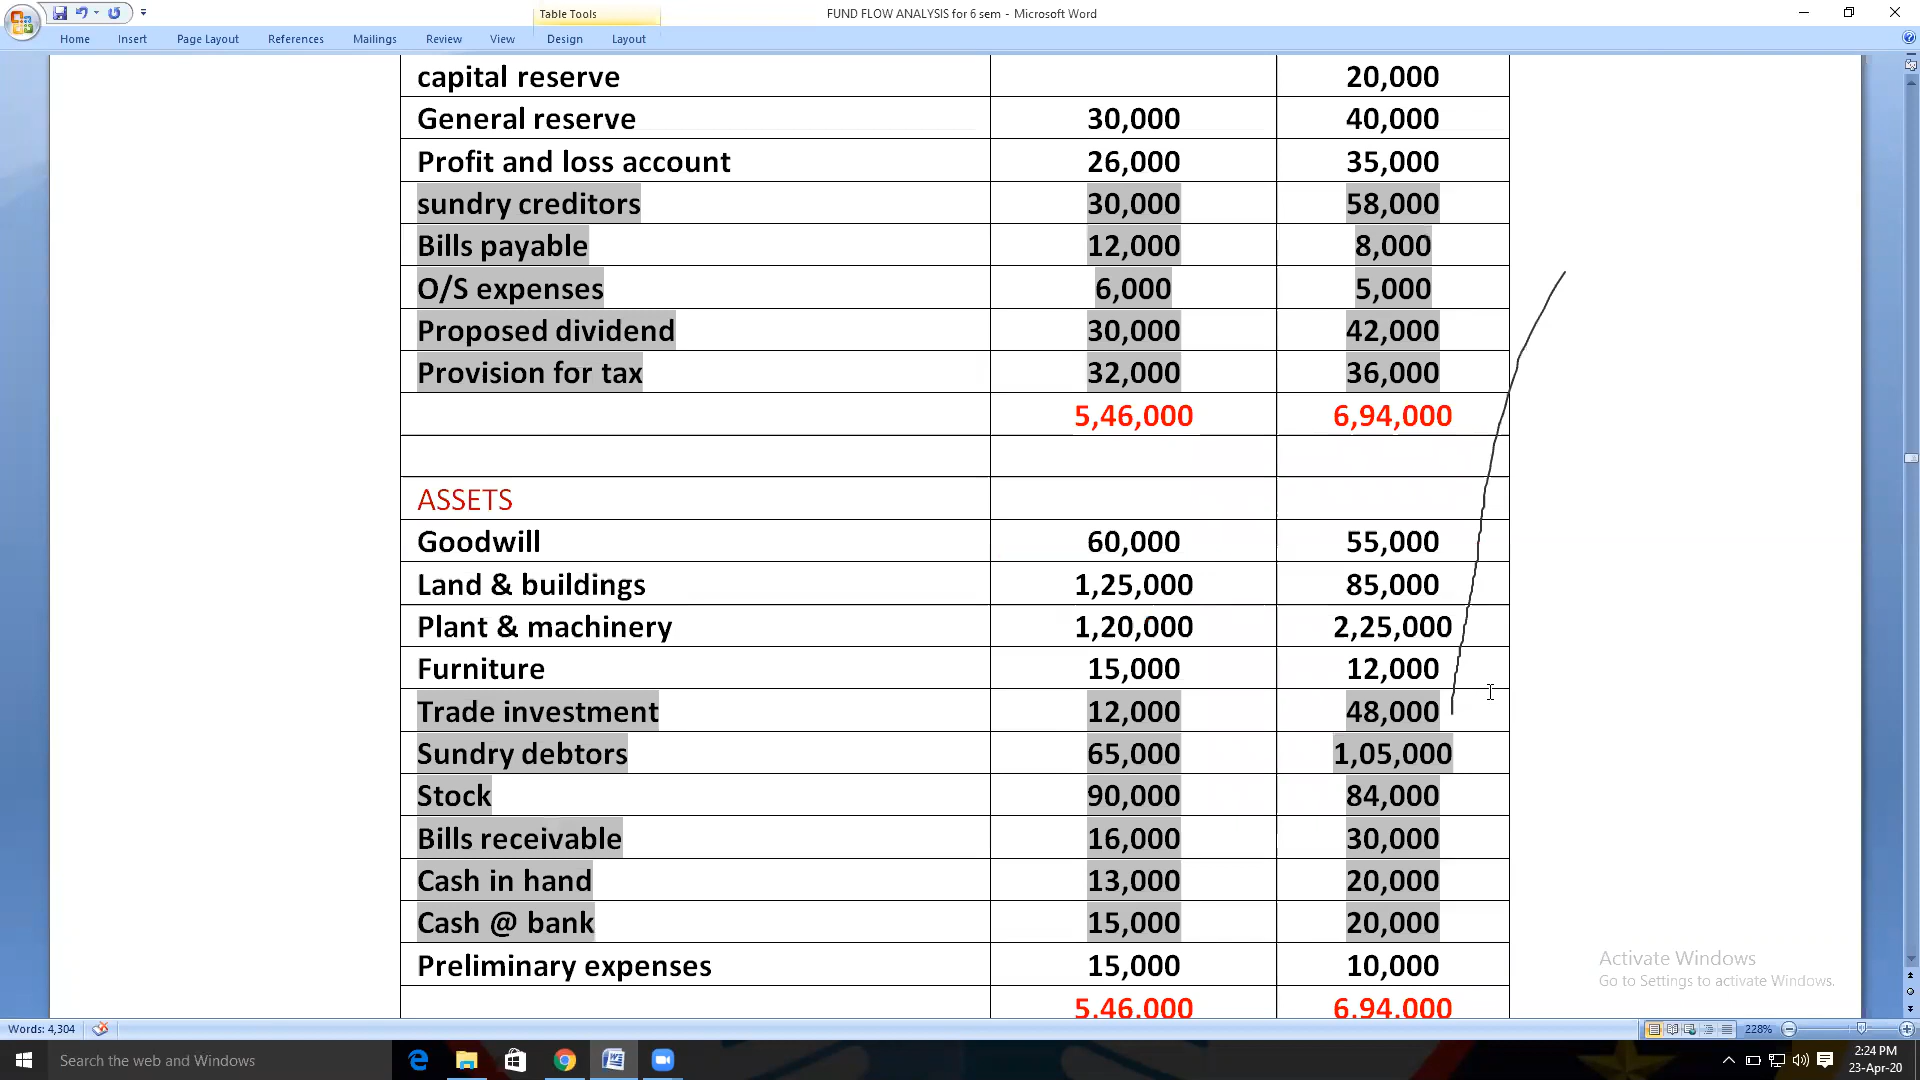 Table Tools
FUND FLOW ANALYSIS for 6 sem - Microsoft Word
Home Insert Page Layout References Mailings Review View Design Layout
capital reserve 20,000
General reserve 30,000 40,000
Profit and loss account 26,000 35,000
sundry creditors 30,000 58,000
Bills payable 12,000 8,000
O/S expenses 6,000 5,000
Proposed dividend 30,000 42,000
Provision for tax 32,000 36,000
5,46,000 6,94,000
ASSETS
Goodwill 60,000 55,000
Land & buildings 1,25,000 85,000
Plant & machinery 1,20,000 2,25,000
Furniture 15,000 12,000
Trade investment 12,000 48,000
Sundry debtors 65,000 1,05,000
Stock 90,000 84,000
Bills receivable 16,000 30,000
Cash in hand 13,000 20,000
Cash @ bank 15,000 20,000
Preliminary expenses 15,000 10,000
5,46,000 6,94,000
Activate Windows
Go to Settings to activate Windows.
Words: 4,304 228%
Search the web and Windows
2:24 PM
23-Apr-20